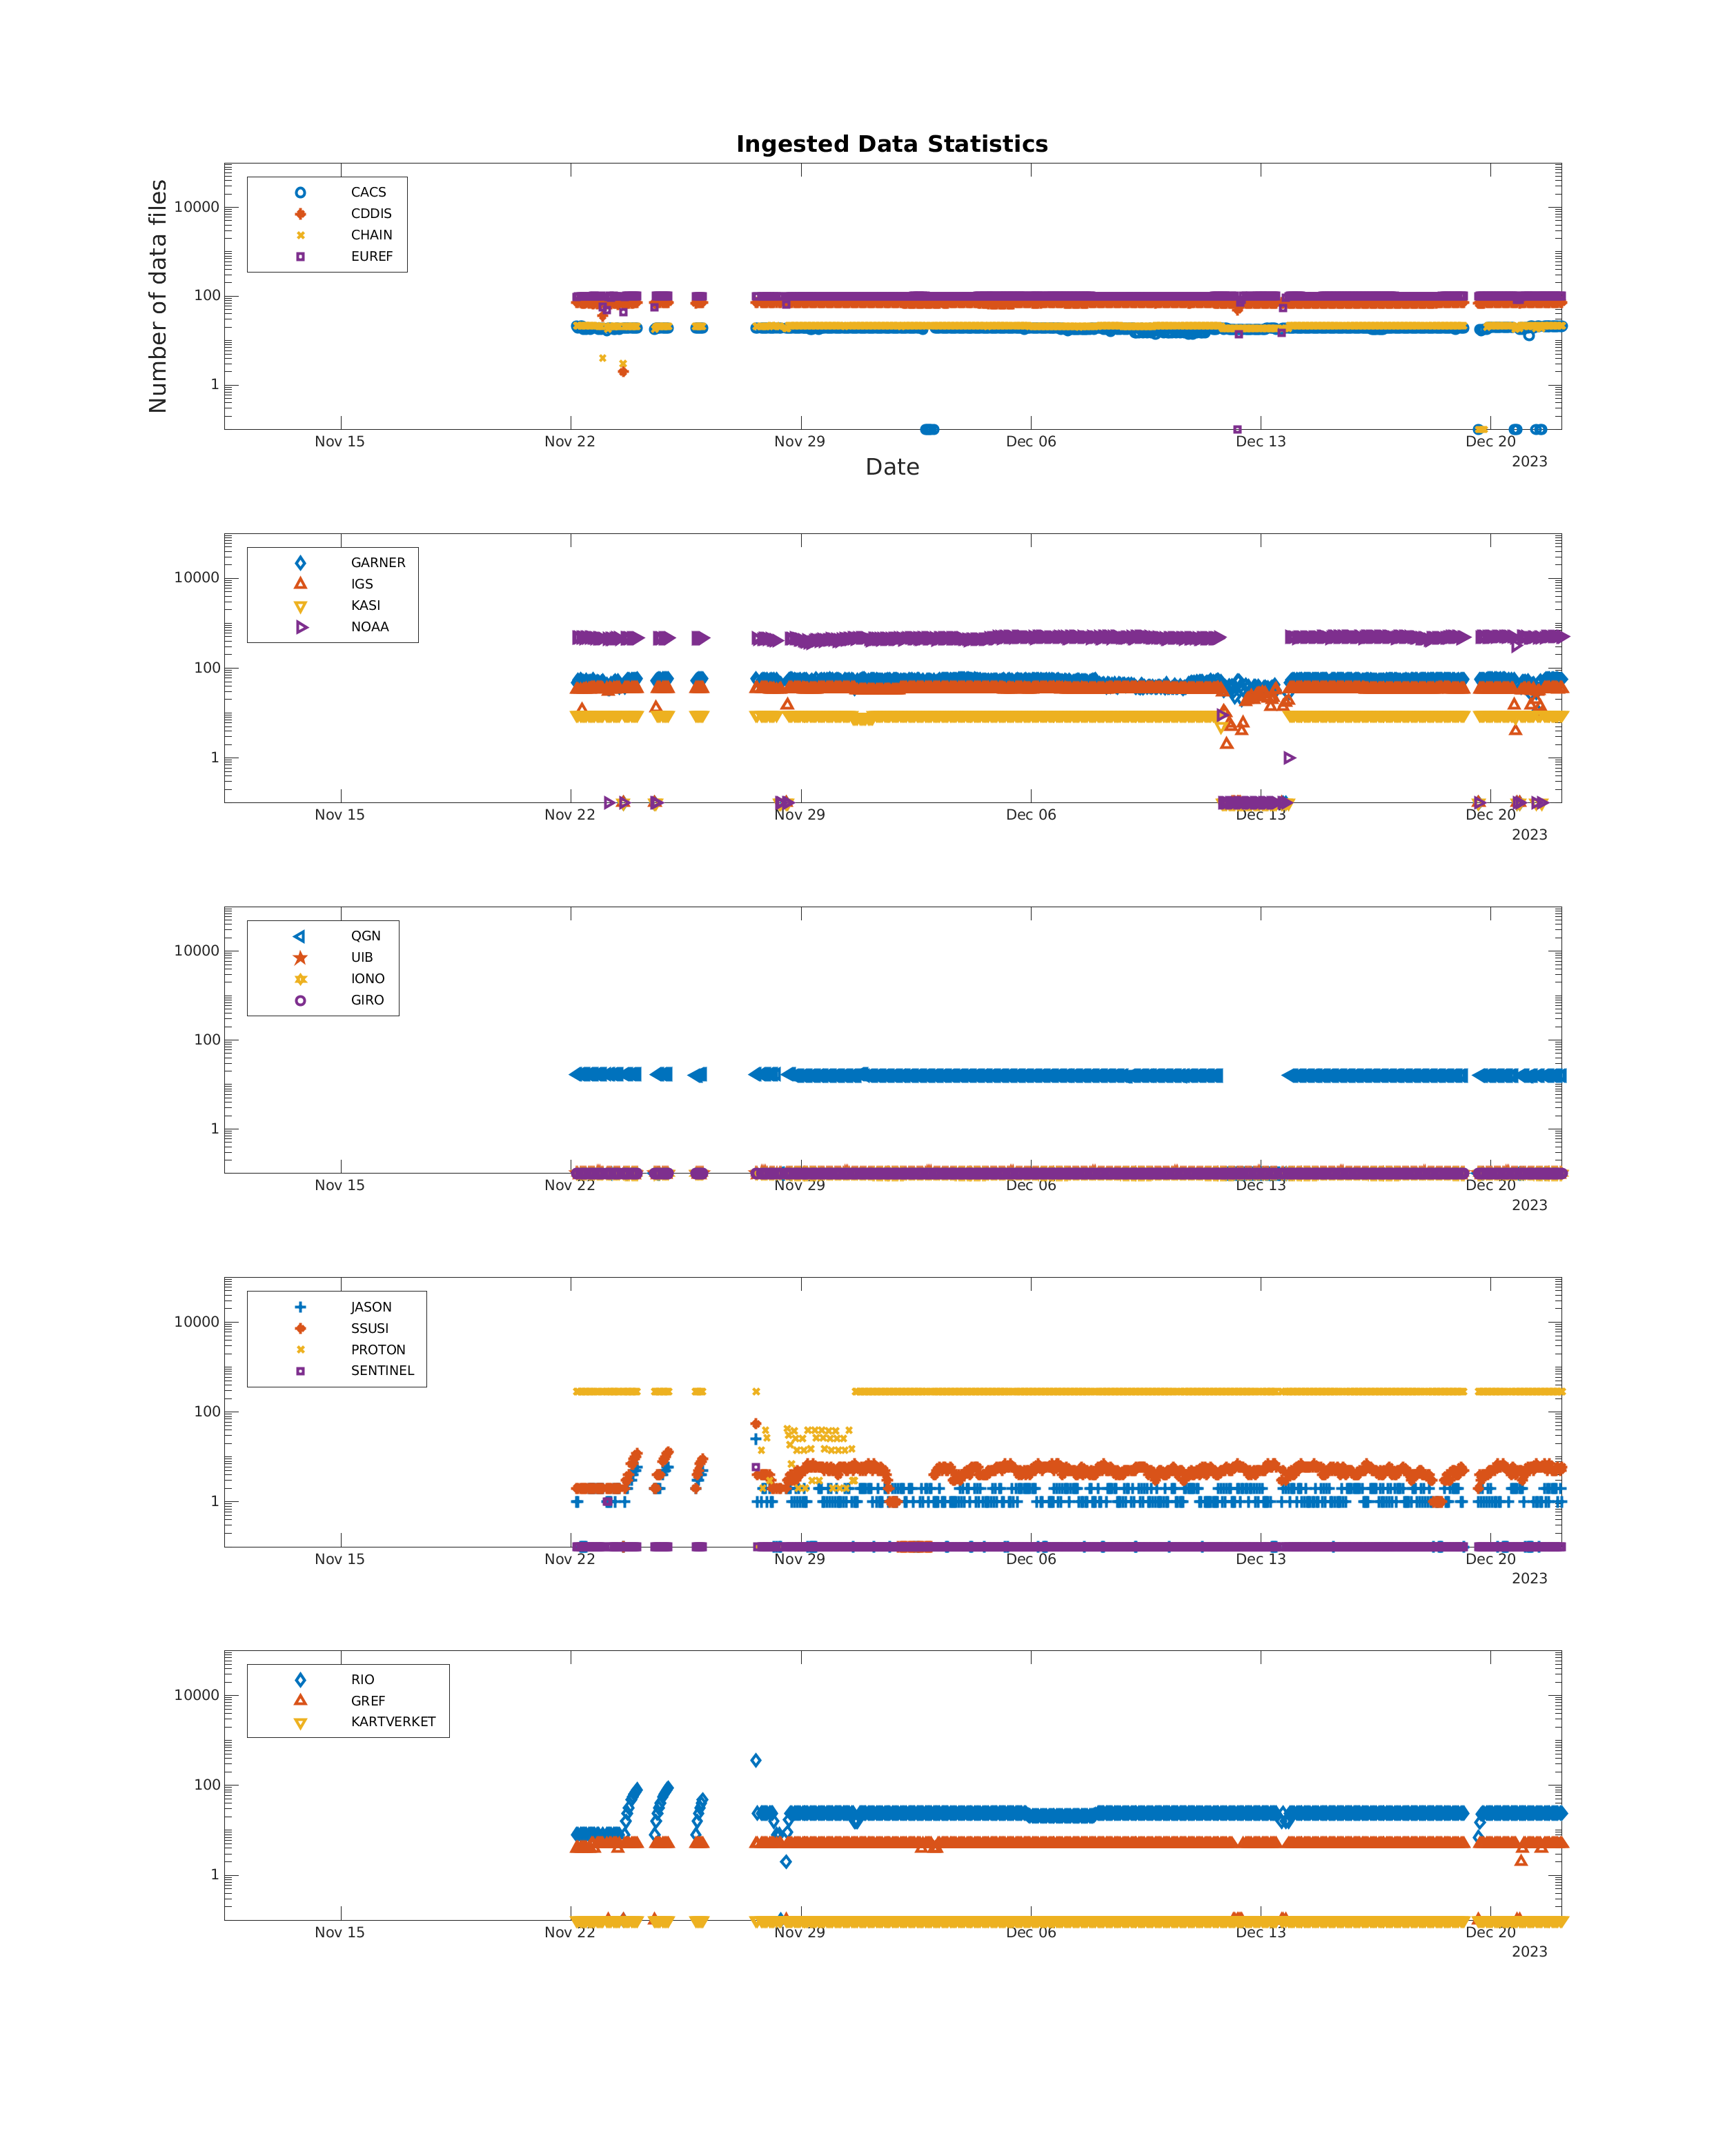 Ingested Data Statistics
Number of data files
10000
100
1
CACS
CDDIS
CHAIN
EUREF
Nov 15 Nov 22 Nov 29 Dec 06 Dec 13 Dec 20
2023
Date
10000
100
1
GARNER
IGS
KASI
NOAA
Nov 15 Nov 22 Nov 29 Dec 06 Dec 13 Dec 20
2023
10000
100
1
QGN
UIB
IONO
GIRO
Nov 15 Nov 22 Nov 29 Dec 06 Dec 13 Dec 20
2023
10000
100
1
JASON
SSUSI
PROTON
SENTINEL
Nov 15 Nov 22 Nov 29 Dec 06 Dec 13 Dec 20
2023
10000
100
1
RIO
GREF
KARTVERKET
Nov 15 Nov 22 Nov 29 Dec 06 Dec 13 Dec 20
2023